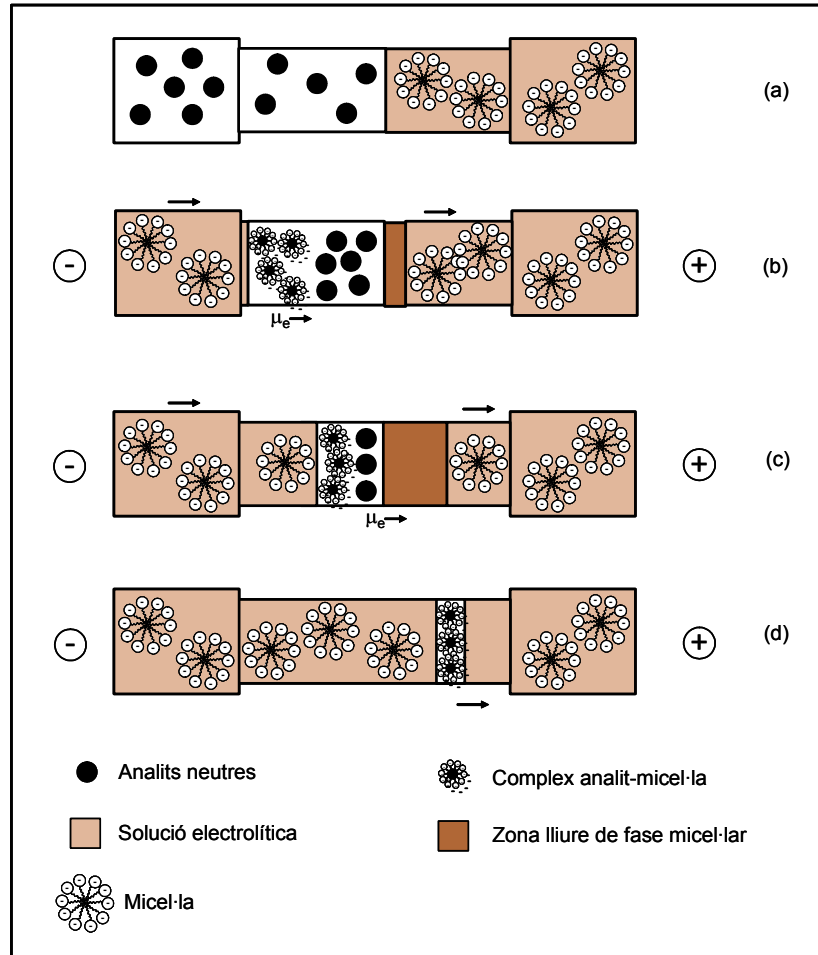 (a)
- + (b)
μe
- + (c)
μe
- + (d)
Analits neutres
Complex analit-micel·la
Solució electrolítica
Zona lliure de fase micel·lar
Micel·la